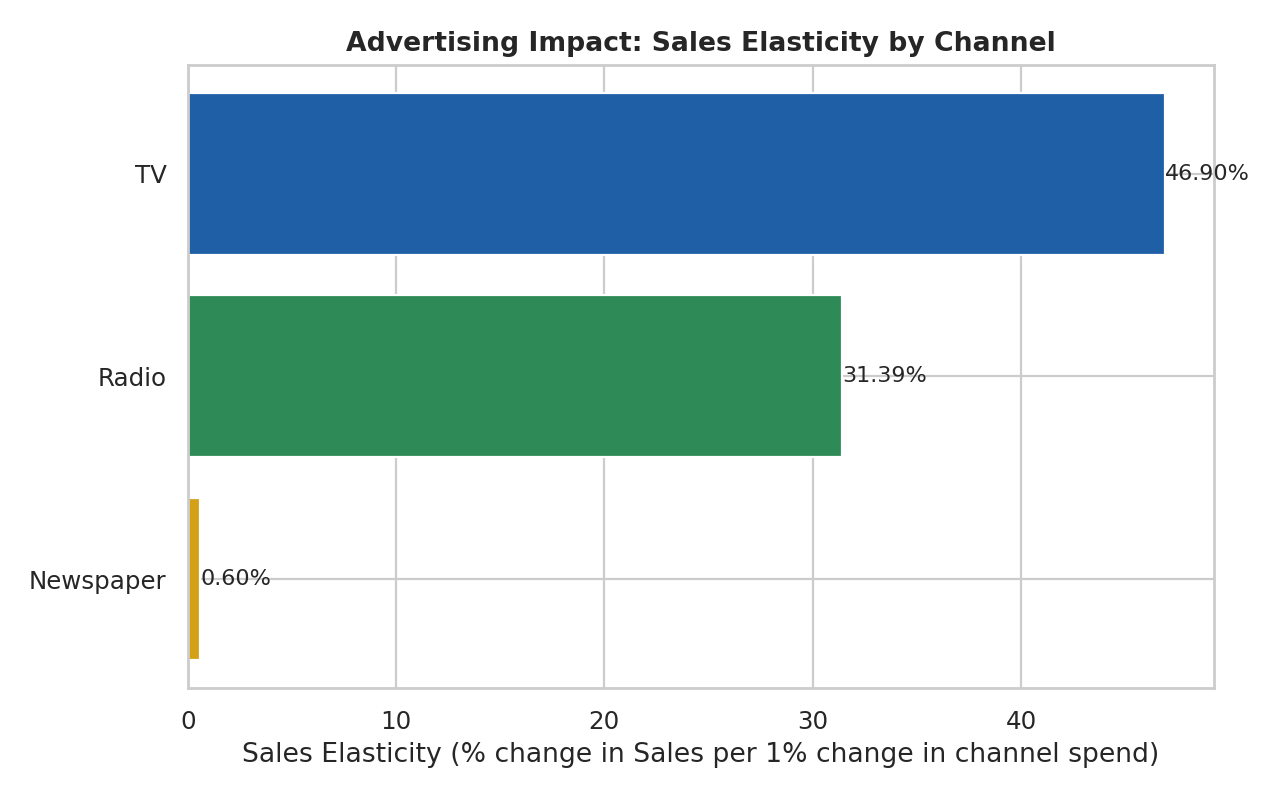 Advertising Impact: Sales Elasticity by Channel
TV
46.90%
Radio
31.39%
Newspaper
0.60%
0 10 20 30 40
Sales Elasticity (% change in Sales per 1% change in channel spend)